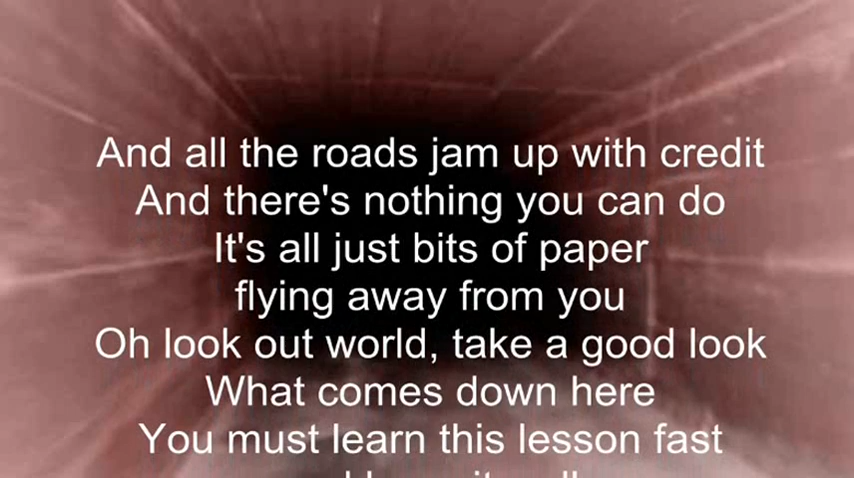 And all the roads jam up with credit
And there's nothing you can do
It's all just bits of paper
flying away from you
Oh look out world, take a good look
What comes down here
You must learn this lesson fast